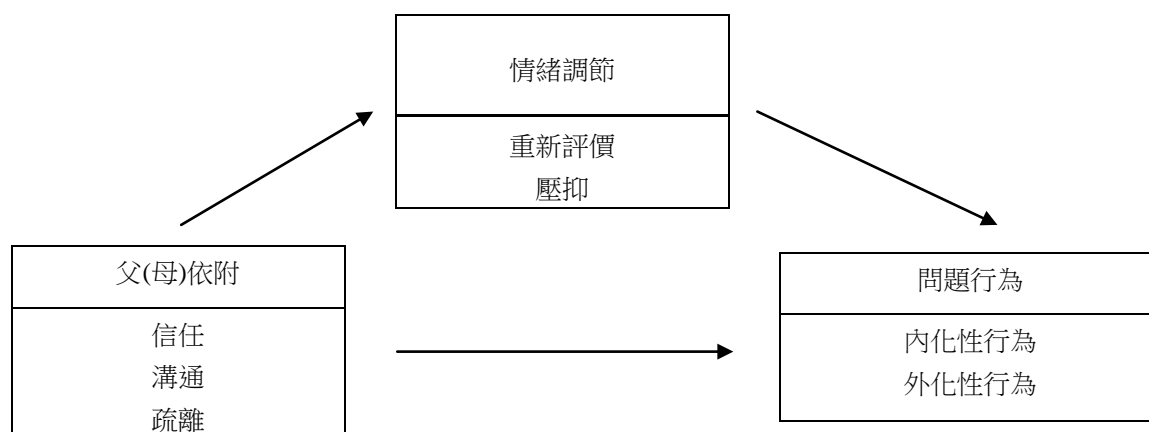 情緒調節
重新評價
壓抑
父(母)依附
信任
溝通
疏離
問題行為
內化性行為
外化性行為